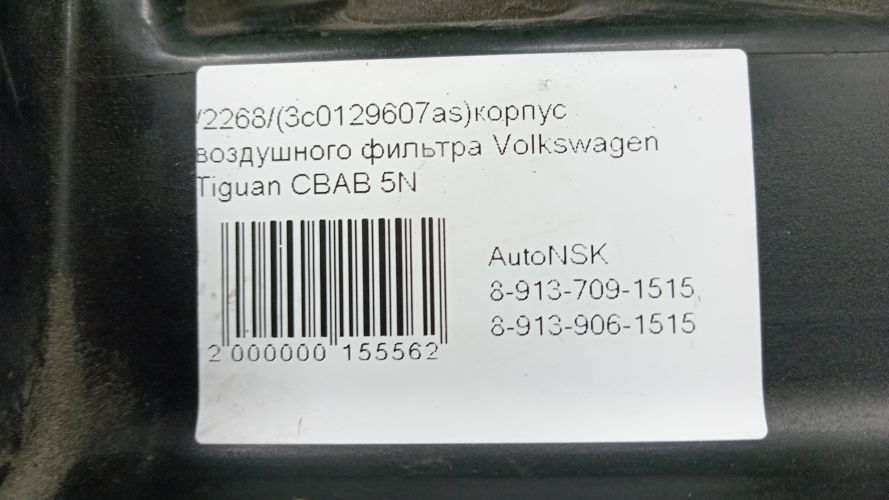 /2268/(3c0129607as)корпус
воздушного фильтра Volkswagen
Tiguan CBAB 5N
AutoNSK
8-913-709-1515,
8-913-906-1515
2 000000 155562